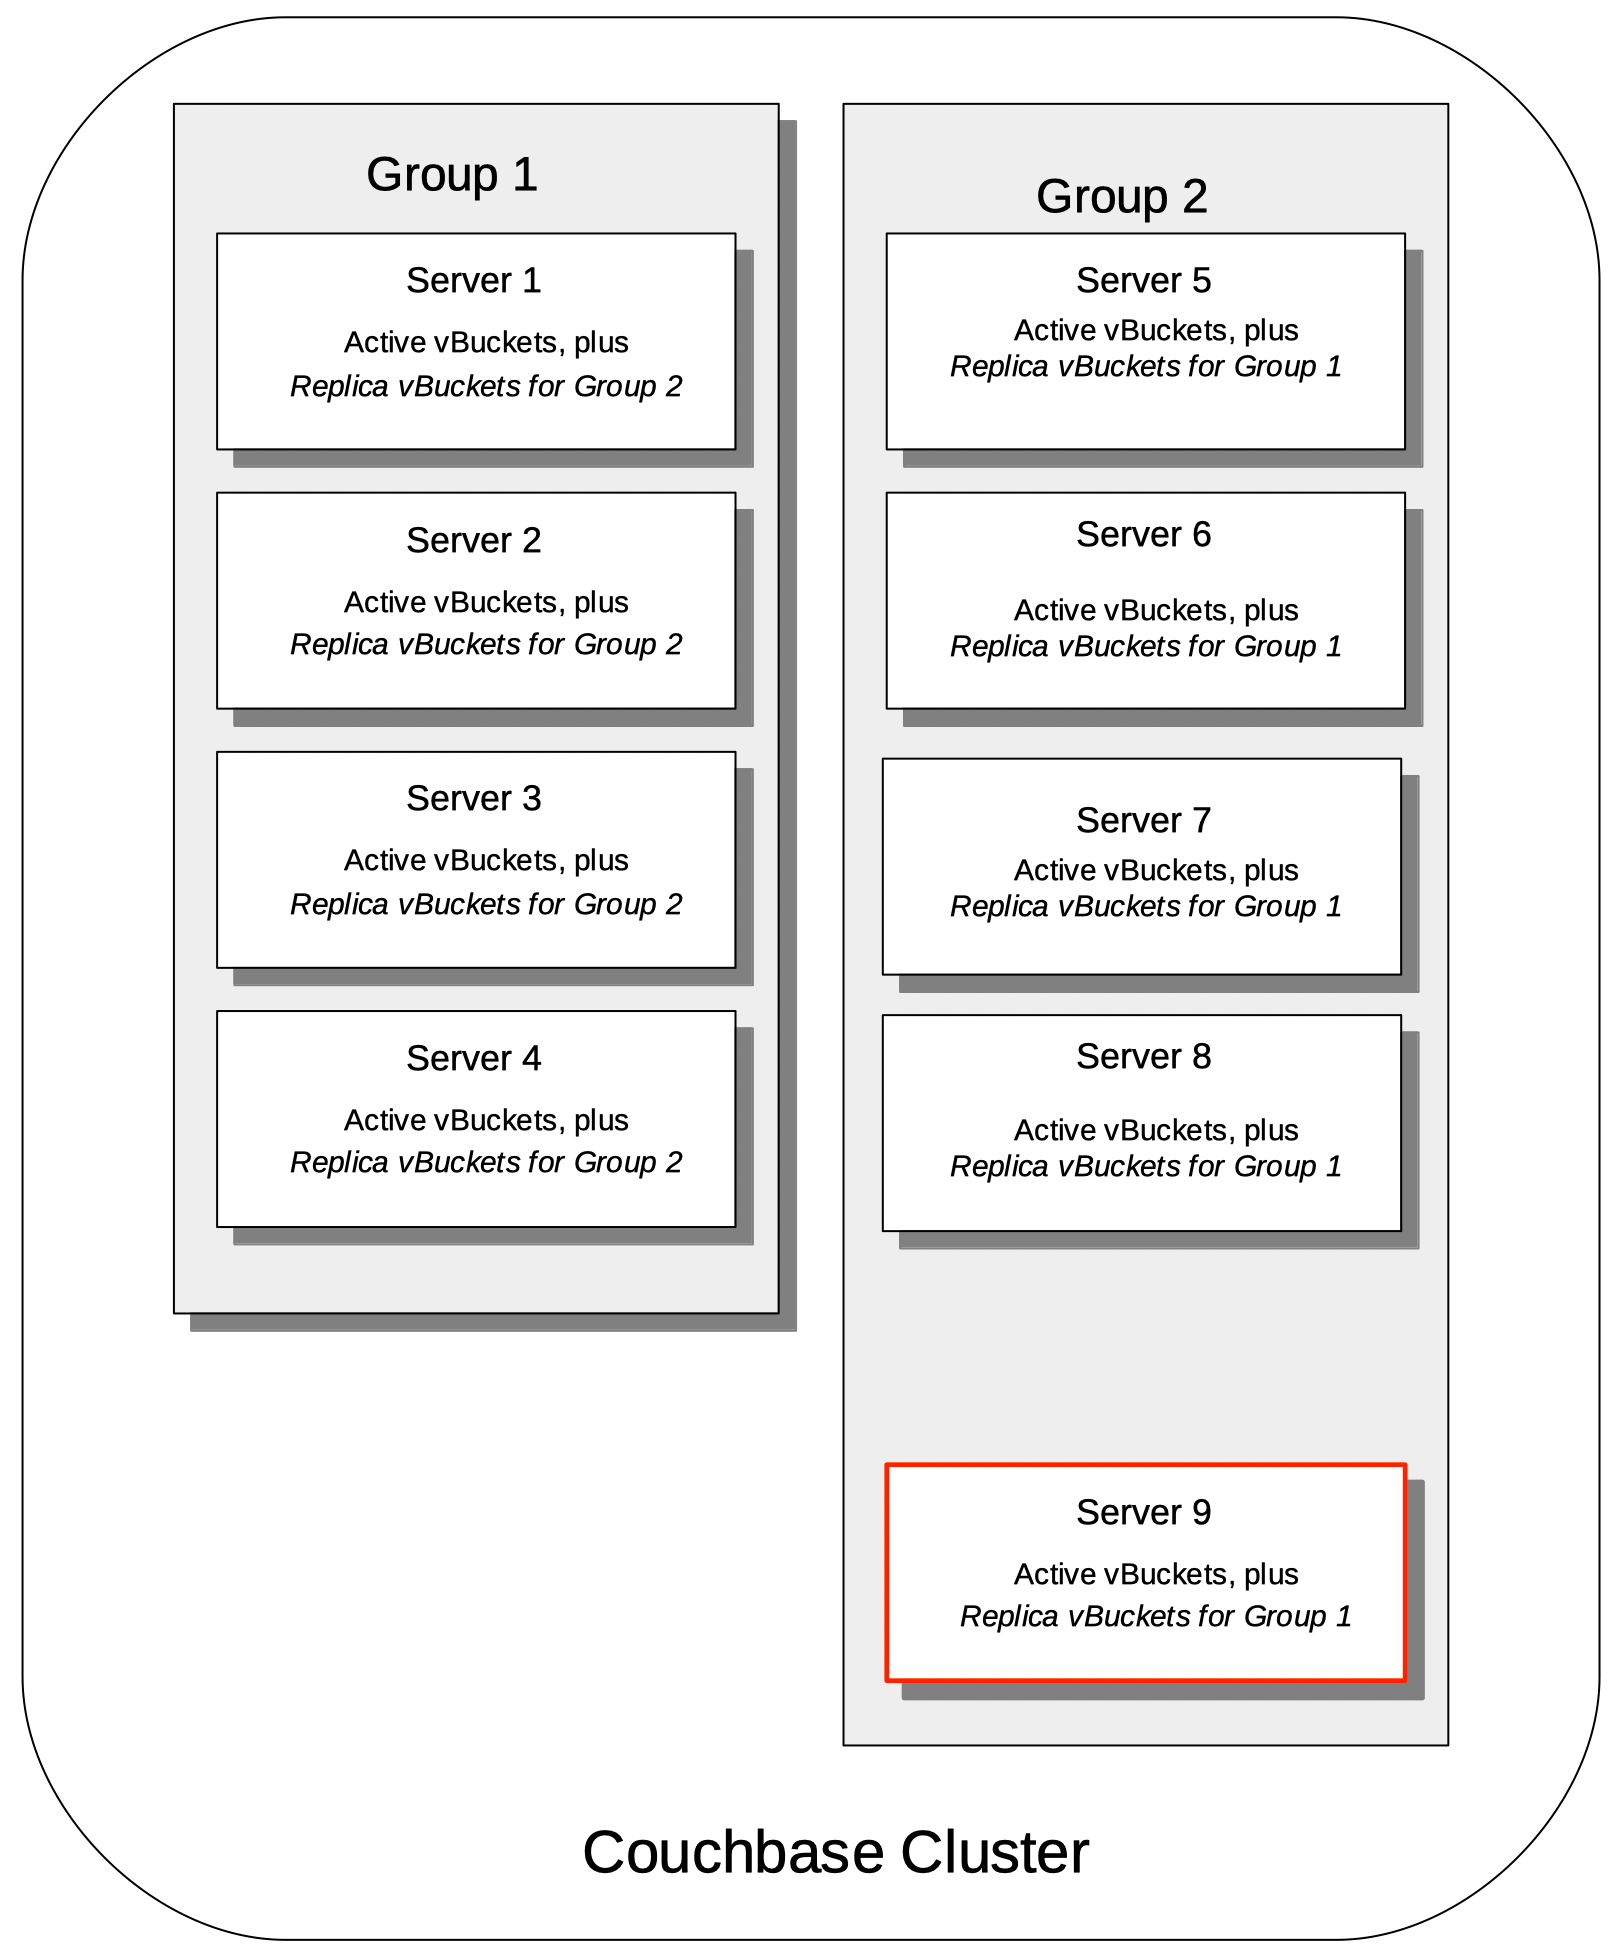 Group 1
Server 1
Active vBuckets, plus
Replica vBuckets for Group 2
Server 2
Active vBuckets, plus
Replica vBuckets for Group 2
Server 3
Active vBuckets, plus
Replica vBuckets for Group 2
Server 4
Active vBuckets, plus
Replica vBuckets for Group 2
Group 2
Server 5
Active vBuckets, plus
Replica vBuckets for Group 1
Server 6
Active vBuckets, plus
Replica vBuckets for Group 1
Server 7
Active vBuckets, plus
Replica vBuckets for Group 1
Server 8
Active vBuckets, plus
Replica vBuckets for Group 1
Server 9
Active vBuckets, plus
Replica vBuckets for Group 1
Couchbase Cluster